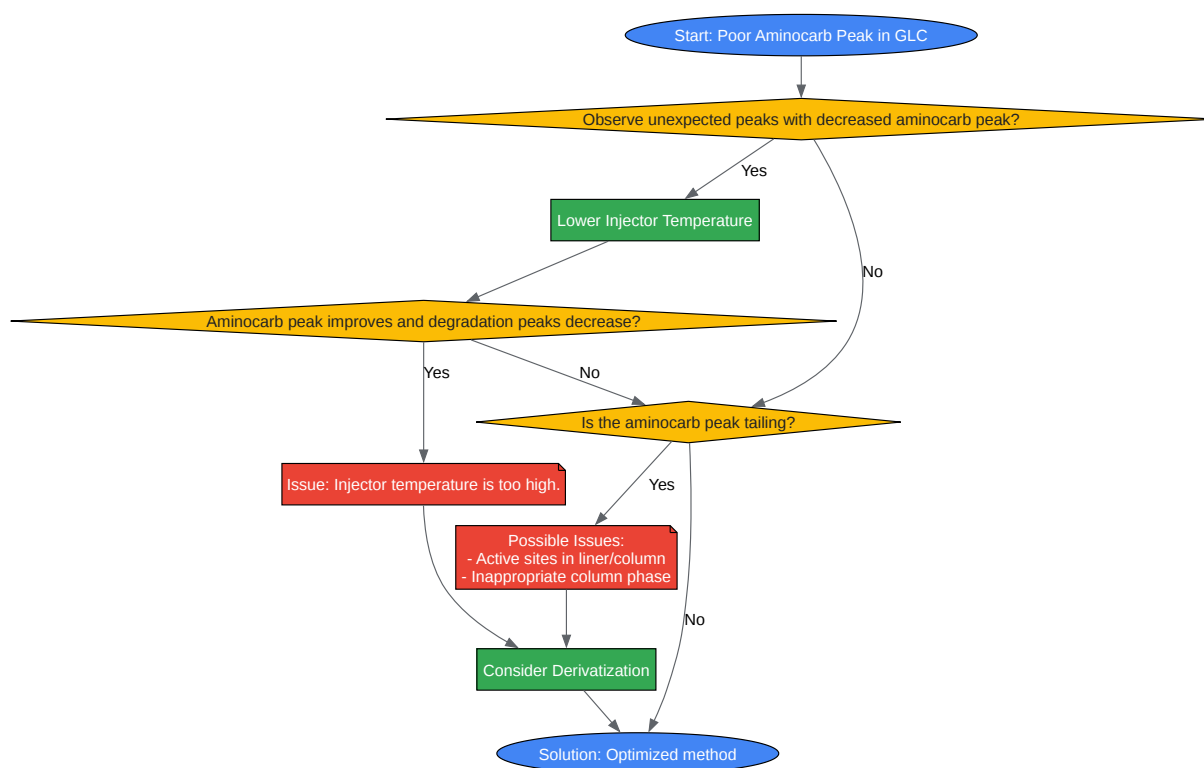 Start: Poor Aminocarb Peak in GLC
Observe unexpected peaks with decreased aminocarb peak?
Yes
Lower Injector Temperature
No
Aminocarb peak improves and degradation peaks decrease?
Yes
No
Is the aminocarb peak tailing?
Issue: Injector temperature is too high.
Yes
Possible Issues:
- Active sites in liner/column
- Inappropriate column phase
No
Consider Derivatization
Solution: Optimized method